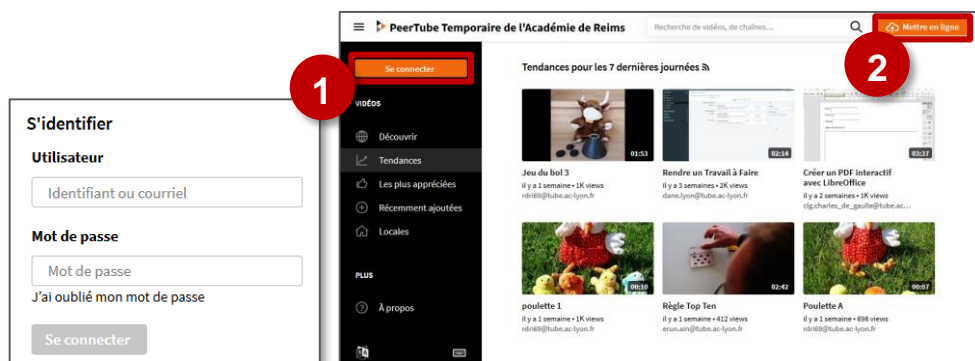 S'identifier
Utilisateur
Identifiant ou courriel
Mot de passe
Mot de passe
J'ai oublié mon mot de passe
Se connecter
PeerTube Temporaire de l'Académie de Reims
Recherche de vidéos, de chaînes...
Mettre en ligne
1
2
Se connecter
VIDÉOS
Découvrir
Tendances
Les plus appréciées
Récemment ajoutées
Locales
PLUS
À propos
Tendances pour les 7 dernières journées
01:53
Jeu du bol 3
il y a 1 semaine • 1K views
rdri69@tube.ac-lyon.fr
02:14
Rendre un Travail à Faire
il y a 3 semaines • 2K views
dane.lyon@tube.ac-lyon.fr
03:37
Créer un PDF interactif
avec LibreOffice
il y a 2 semaines • 1K views
clg.charles_de_gaulle@tube.ac...
00:10
poulette 1
il y a 1 semaine • 1K views
rdri69@tube.ac-lyon.fr
02:42
Règle Top Ten
il y a 1 semaine • 412 views
erun.ain@tube.ac-lyon.fr
00:07
Poulette A
il y a 1 semaine • 698 views
rdri69@tube.ac-lyon.fr